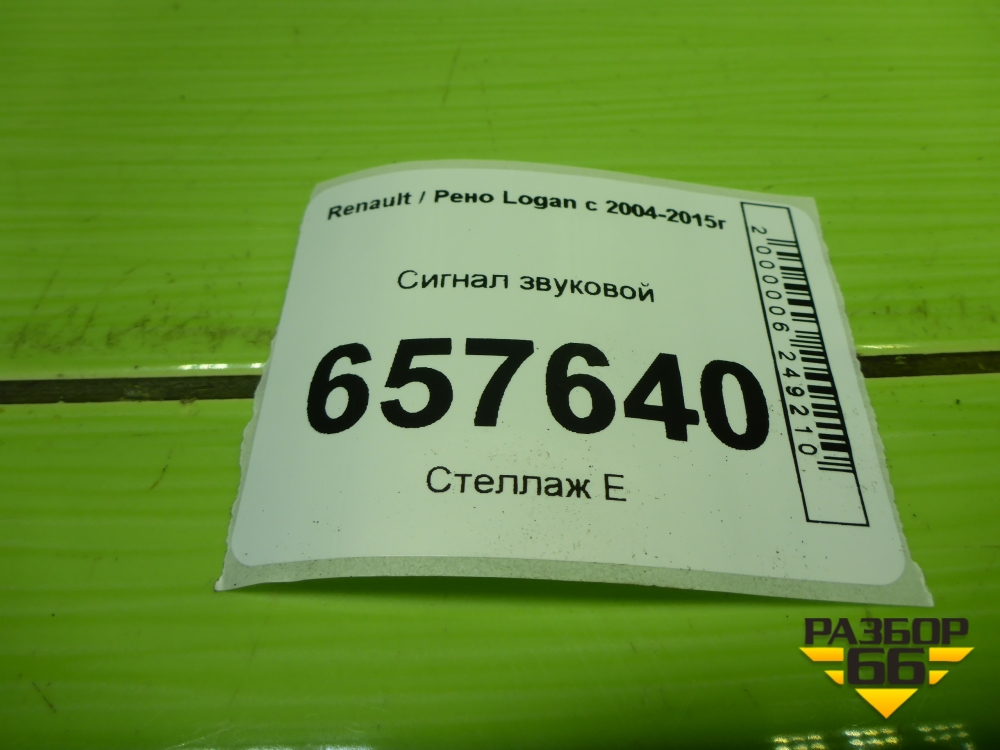 Renault / Рено Logan с 2004-2015г
Сигнал звуковой
657640
Стеллаж Е
2000006249210
РАЗБОР
66